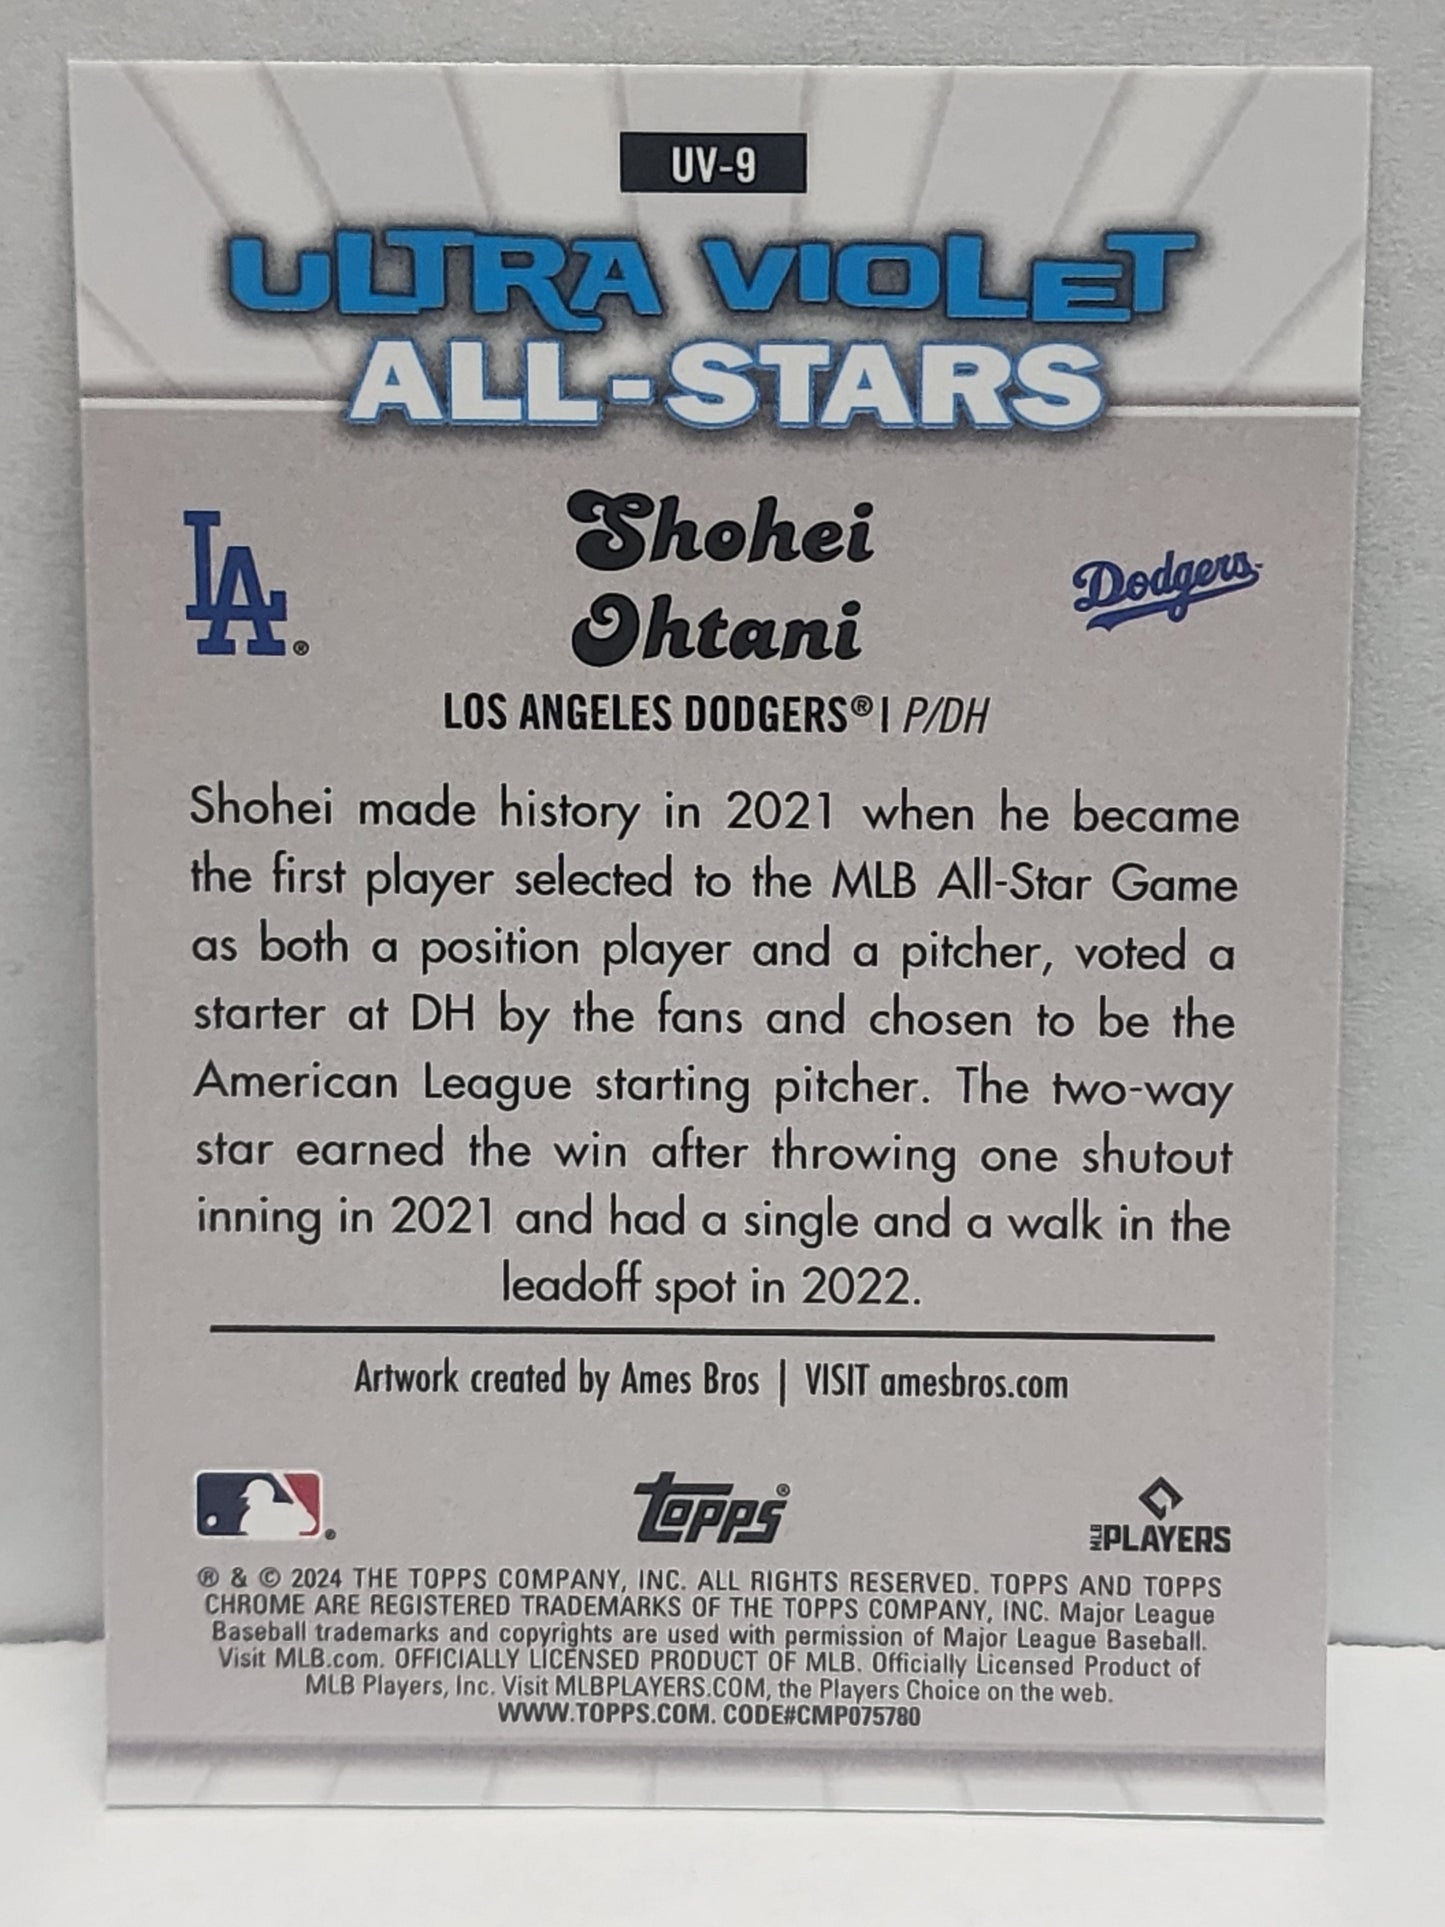 UV-9
ULTRA VIOLET
ALL-STARS
LA®
Shohei
Dodgers
Ohtani
LOS ANGELES DODGERS® | P/DH
Shohei made history in 2021 when he became
the first player selected to the MLB All-Star Game
as both a position player and a pitcher, voted a
starter at DH by the fans and chosen to be the
American League starting pitcher. The two-way
star earned the win after throwing one shutout
inning in 2021 and had a single and a walk in the
leadoff spot in 2022.
Artwork created by Ames Bros | VISIT amesbros.com
topps®
MLB PLAYERS
® & © 2024 THE TOPPS COMPANY, INC. ALL RIGHTS RESERVED. TOPPS AND TOPPS
CHROME ARE REGISTERED TRADEMARKS OF THE TOPPS COMPANY, INC. Major League
Baseball trademarks and copyrights are used with permission of Major League Baseball.
Visit MLB.com. OFFICIALLY LICENSED PRODUCT OF MLB. Officially Licensed Product of
MLB Players, Inc. Visit MLBPLAYERS.COM, the Players Choice on the web.
WWW.TOPPS.COM. CODE#CMP075780